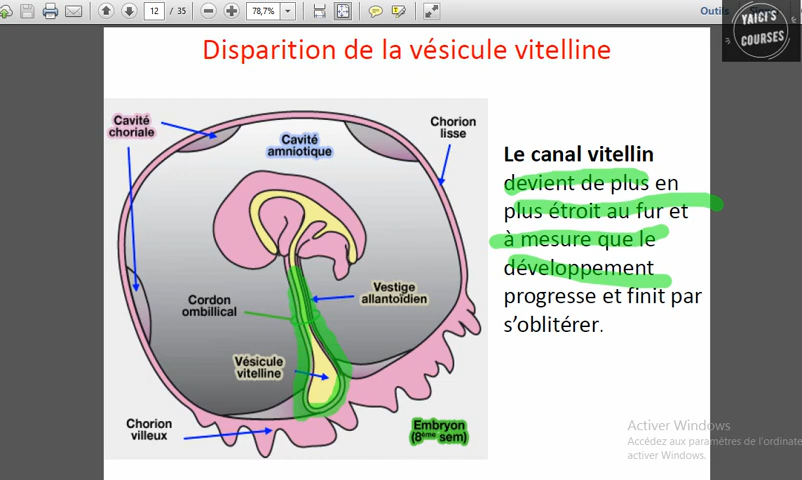 12 / 35
78,7%
Outils
YAICI'S
COURSES
Disparition de la vésicule vitelline
Cavité
choriale
Cavité
amniotique
Chorion
lisse
Cordon
ombillical
Vestige
allantoïdien
Vésicule
vitelline
Chorion
villeux
Embryon
(8ème sem)
Le canal vitellin
devient de plus en
plus étroit au fur et
à mesure que le
développement
progresse et finit par
s'oblitérer.
Activer Windows
Accédez aux paramètres de l'ordinate
activer Windows.